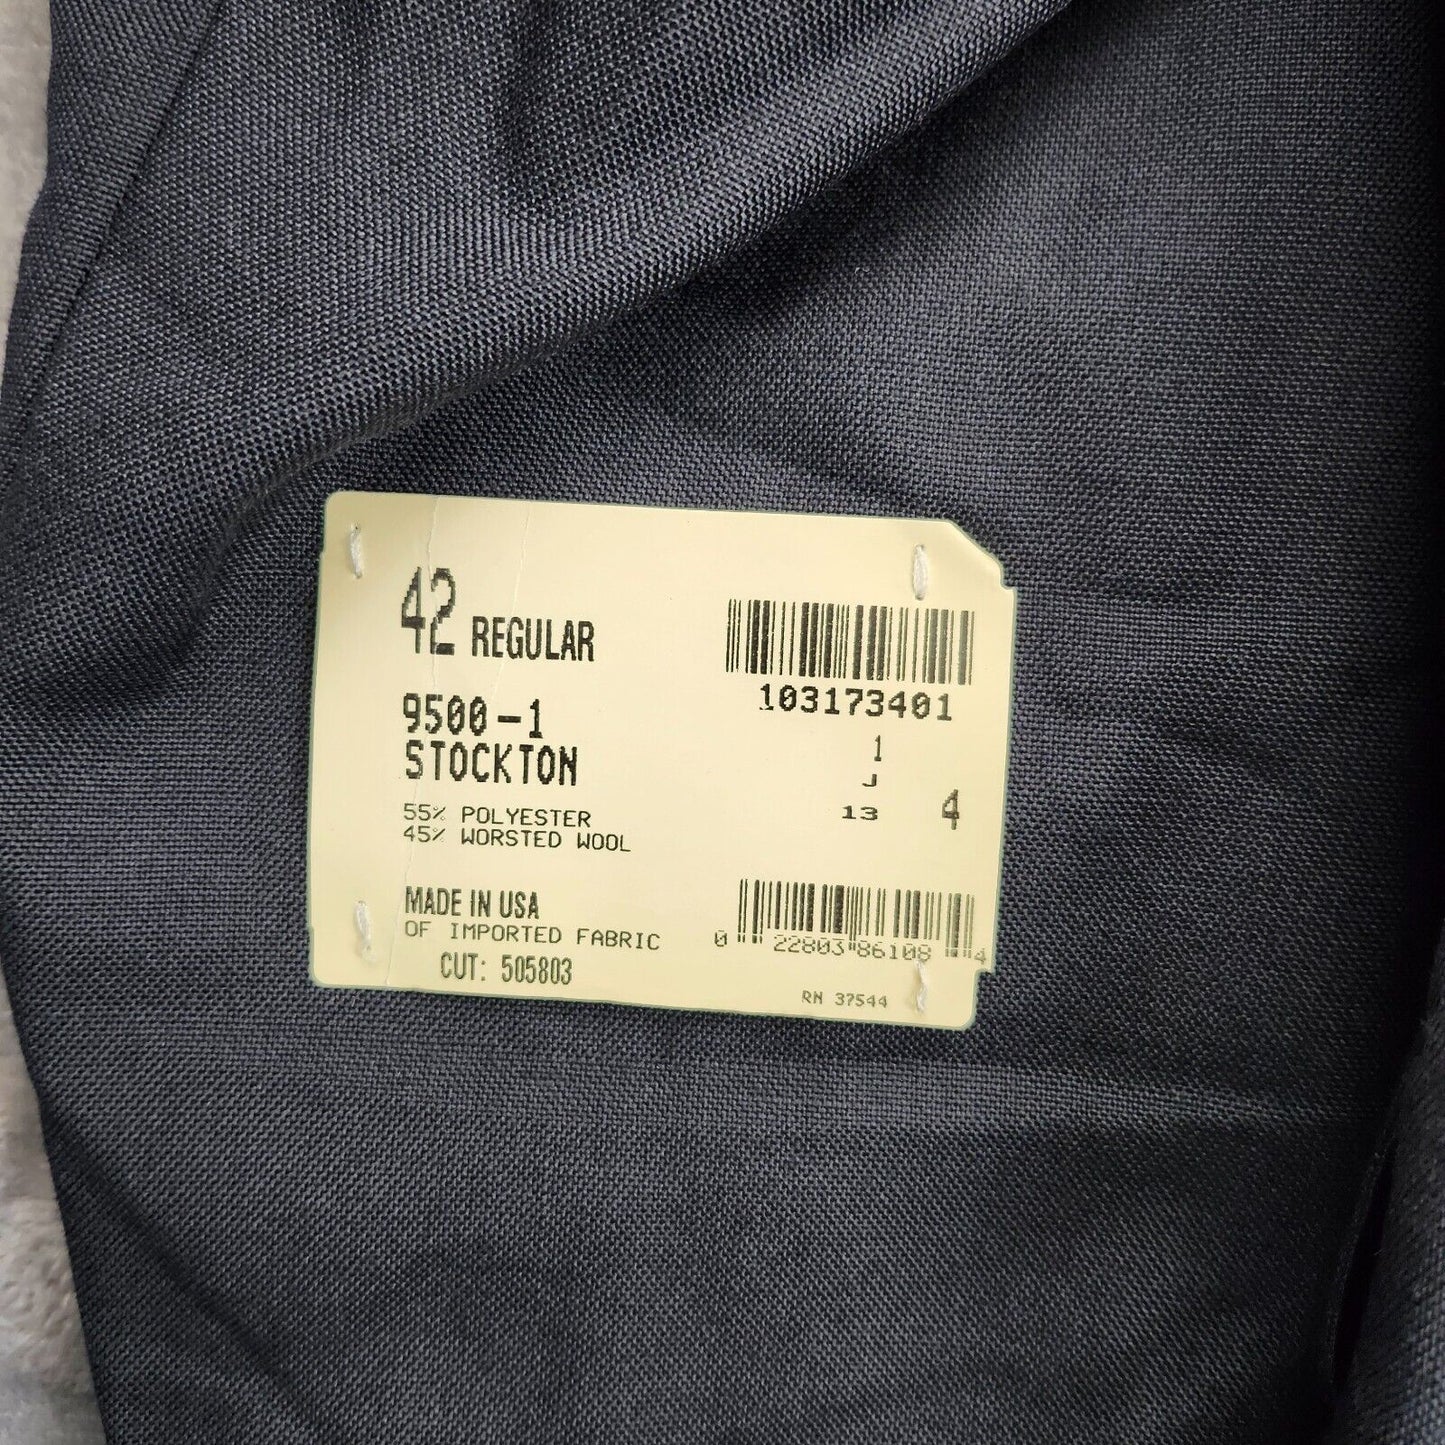 42 REGULAR
9500-1
STOCKTON
55% POLYESTER
45% WORSTED WOOL
MADE IN USA
OF IMPORTED FABRIC
CUT: 505803
103173401
1
J
13 4
0 22803 86108 4
RN 37544